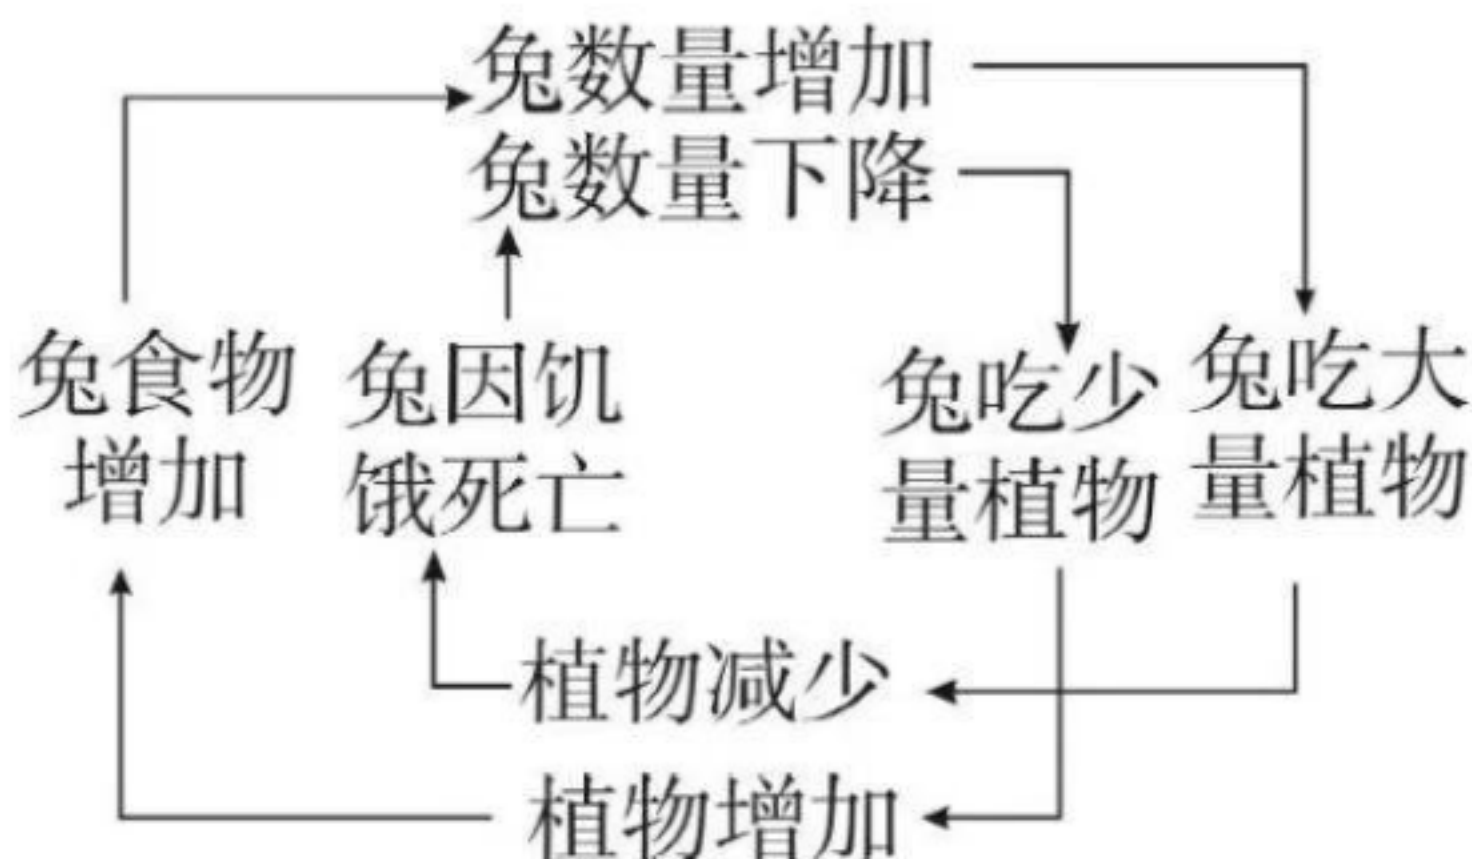 兔数量增加
兔数量下降
兔食物
增加
兔因饥
饿死亡
兔吃少
量植物
兔吃大
量植物
植物减少
植物增加